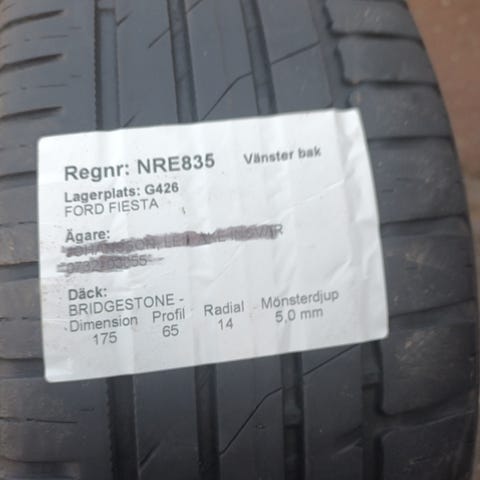 Regnr: NRE835 Vänster bak
Lagerplats: G426
FORD FIESTA
Ägare:
Däck:
BRIDGESTONE -
Dimension Profil Radial Mönsterdjup
175 65 14 5,0 mm